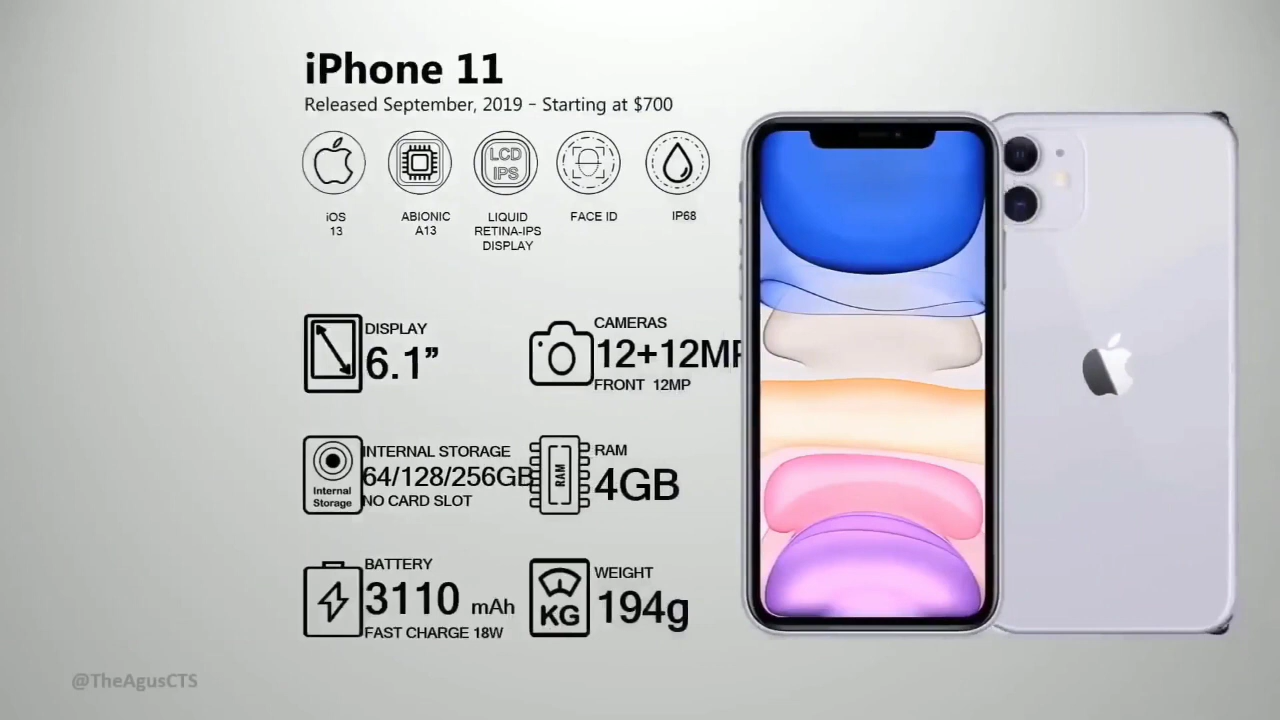 iPhone 11
Released September, 2019 – Starting at $700
LCD
IPS
iOS
13
ABIONIC
A13
LIQUID
RETINA-IPS
DISPLAY
FACE ID
IP68
DISPLAY
6.1”
CAMERAS
12+12MP
FRONT 12MP
Internal
Storage
INTERNAL STORAGE
64/128/256GB
NO CARD SLOT
RAM
RAM
4GB
BATTERY
3110 mAh
FAST CHARGE 18W
KG
WEIGHT
194g
@TheAgusCTS